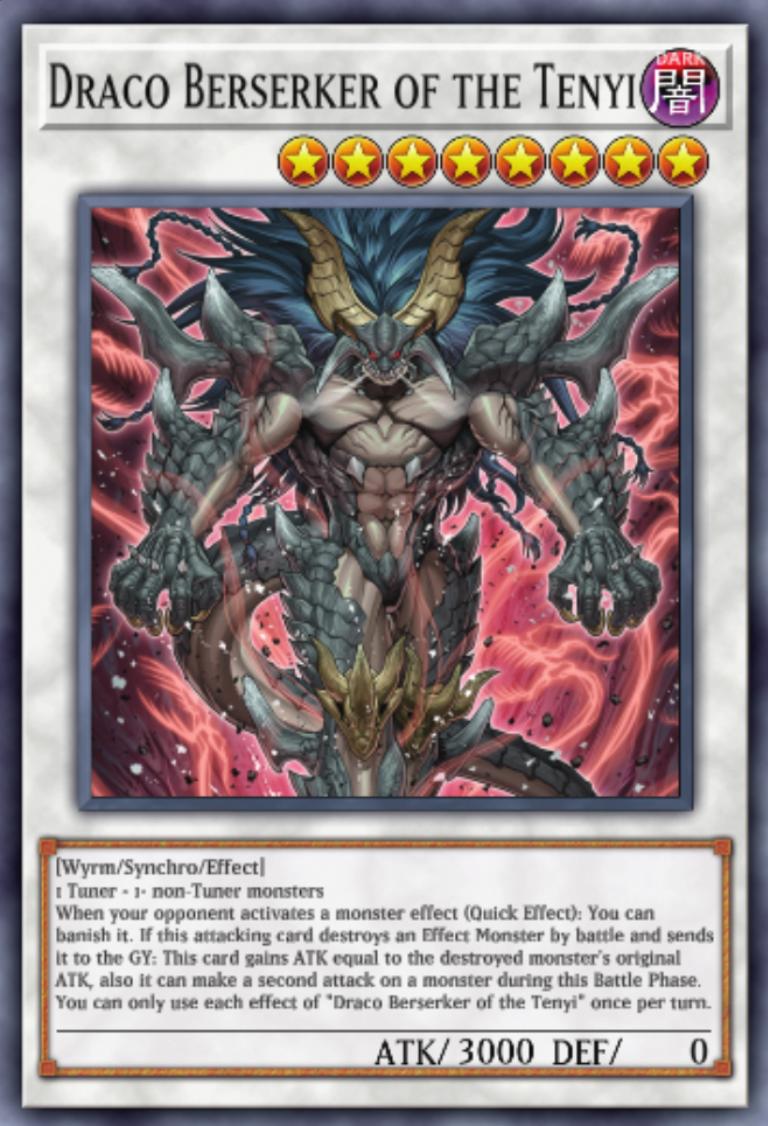 DRACO BERSERKER OF THE TENYI
DARK
闇
[Wyrm/Synchro/Effect]
1 Tuner - 1+ non-Tuner monsters
When your opponent activates a monster effect (Quick Effect): You can
banish it. If this attacking card destroys an Effect Monster by battle and sends
it to the GY: This card gains ATK equal to the destroyed monster's original
ATK, also it can make a second attack on a monster during this Battle Phase.
You can only use each effect of "Draco Berserker of the Tenyi" once per turn.
ATK/ 3000 DEF/ 0